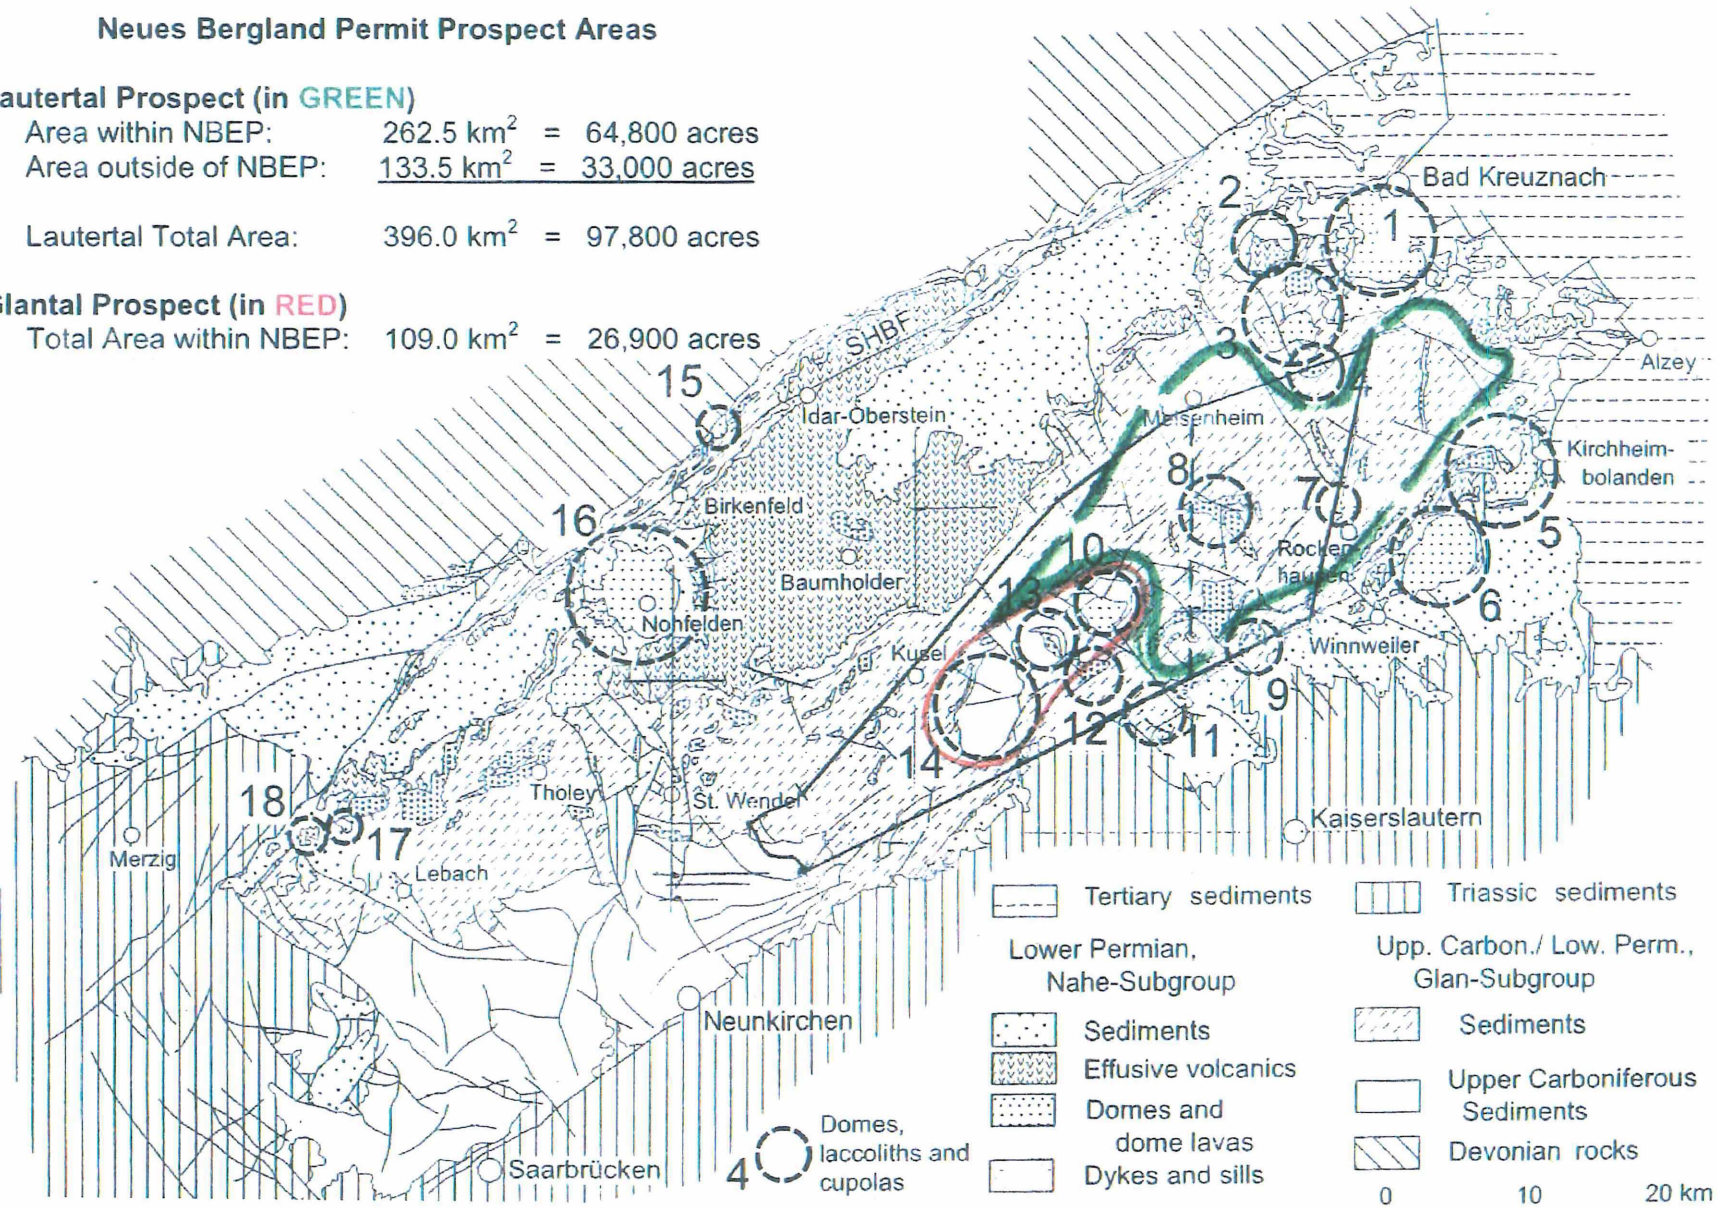 Neues Bergland Permit Prospect Areas
autertal Prospect (in GREEN)
Area within NBEP: 262.5 km² = 64,800 acres
Area outside of NBEP: 133.5 km² = 33,000 acres
Lautertal Total Area: 396.0 km² = 97,800 acres
lantal Prospect (in RED)
Total Area within NBEP: 109.0 km² = 26,900 acres
Bad Kreuznach
2
1
SHBF
3
4
Alzey
15
Idar-Oberstein
Meisenheim
Kirchheim-
bolanden
8
7
5
Birkenfeld
16
Rocken-
hausen
10
Baumholder
13
6
Nohfelden
Kusel
Winnweiler
9
12
11
14
Tholey
St. Wendel
18
17
Merzig
Lebach
Kaiserslautern
Neunkirchen
Saarbrücken
4
Domes,
laccoliths and
cupolas
Tertiary sediments
Lower Permian,
Nahe-Subgroup
Sediments
Effusive volcanics
Domes and
dome lavas
Dykes and sills
Triassic sediments
Upp. Carbon./ Low. Perm.,
Glan-Subgroup
Sediments
Upper Carboniferous
Sediments
Devonian rocks
0 10 20 km